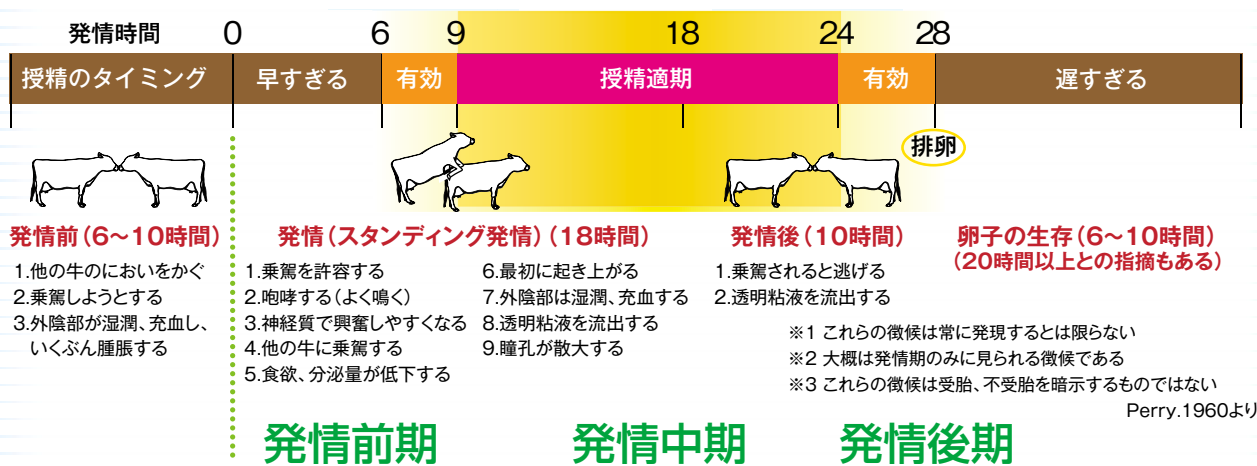 発情時間 0 6 9 18 24 28
授精のタイミング 早すぎる 有効 授精適期 有効 遅すぎる
排卵
発情前(6〜10時間)
1.他の牛のにおいをかぐ
2.乗駕しようとする
3.外陰部が湿潤、充血し、
いくぶん腫脹する
発情(スタンディング発情)(18時間)
1.乗駕を許容する
2.咆哮する(よく鳴く)
3.神経質で興奮しやすくなる
4.他の牛に乗駕する
5.食欲、分泌量が低下する
6.最初に起き上がる
7.外陰部は湿潤、充血する
8.透明粘液を流出する
9.瞳孔が散大する
発情後(10時間)
1.乗駕されると逃げる
2.透明粘液を流出する
卵子の生存(6〜10時間)
(20時間以上との指摘もある)
※1 これらの徴候は常に発現するとは限らない
※2 大概は発情期のみに見られる徴候である
※3 これらの徴候は受胎、不受胎を暗示するものではない
Perry.1960より
発情前期 発情中期 発情後期